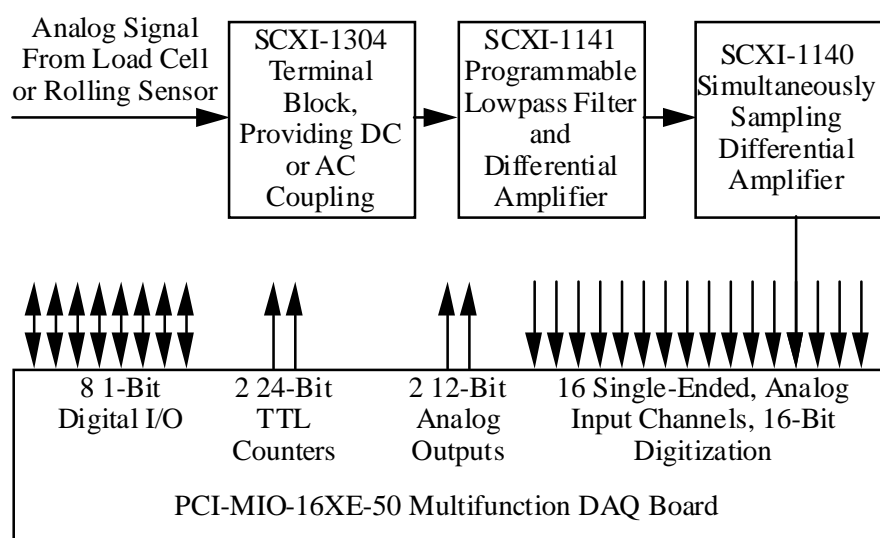 Analog Signal
From Load Cell
or Rolling Sensor
SCXI-1304
Terminal
Block,
Providing DC
or AC
Coupling
SCXI-1141
Programmable
Lowpass Filter
and
Differential
Amplifier
SCXI-1140
Simultaneously
Sampling
Differential
Amplifier
8 1-Bit
Digital I/O
2 24-Bit
TTL
Counters
2 12-Bit
Analog
Outputs
16 Single-Ended, Analog
Input Channels, 16-Bit
Digitization
PCI-MIO-16XE-50 Multifunction DAQ Board